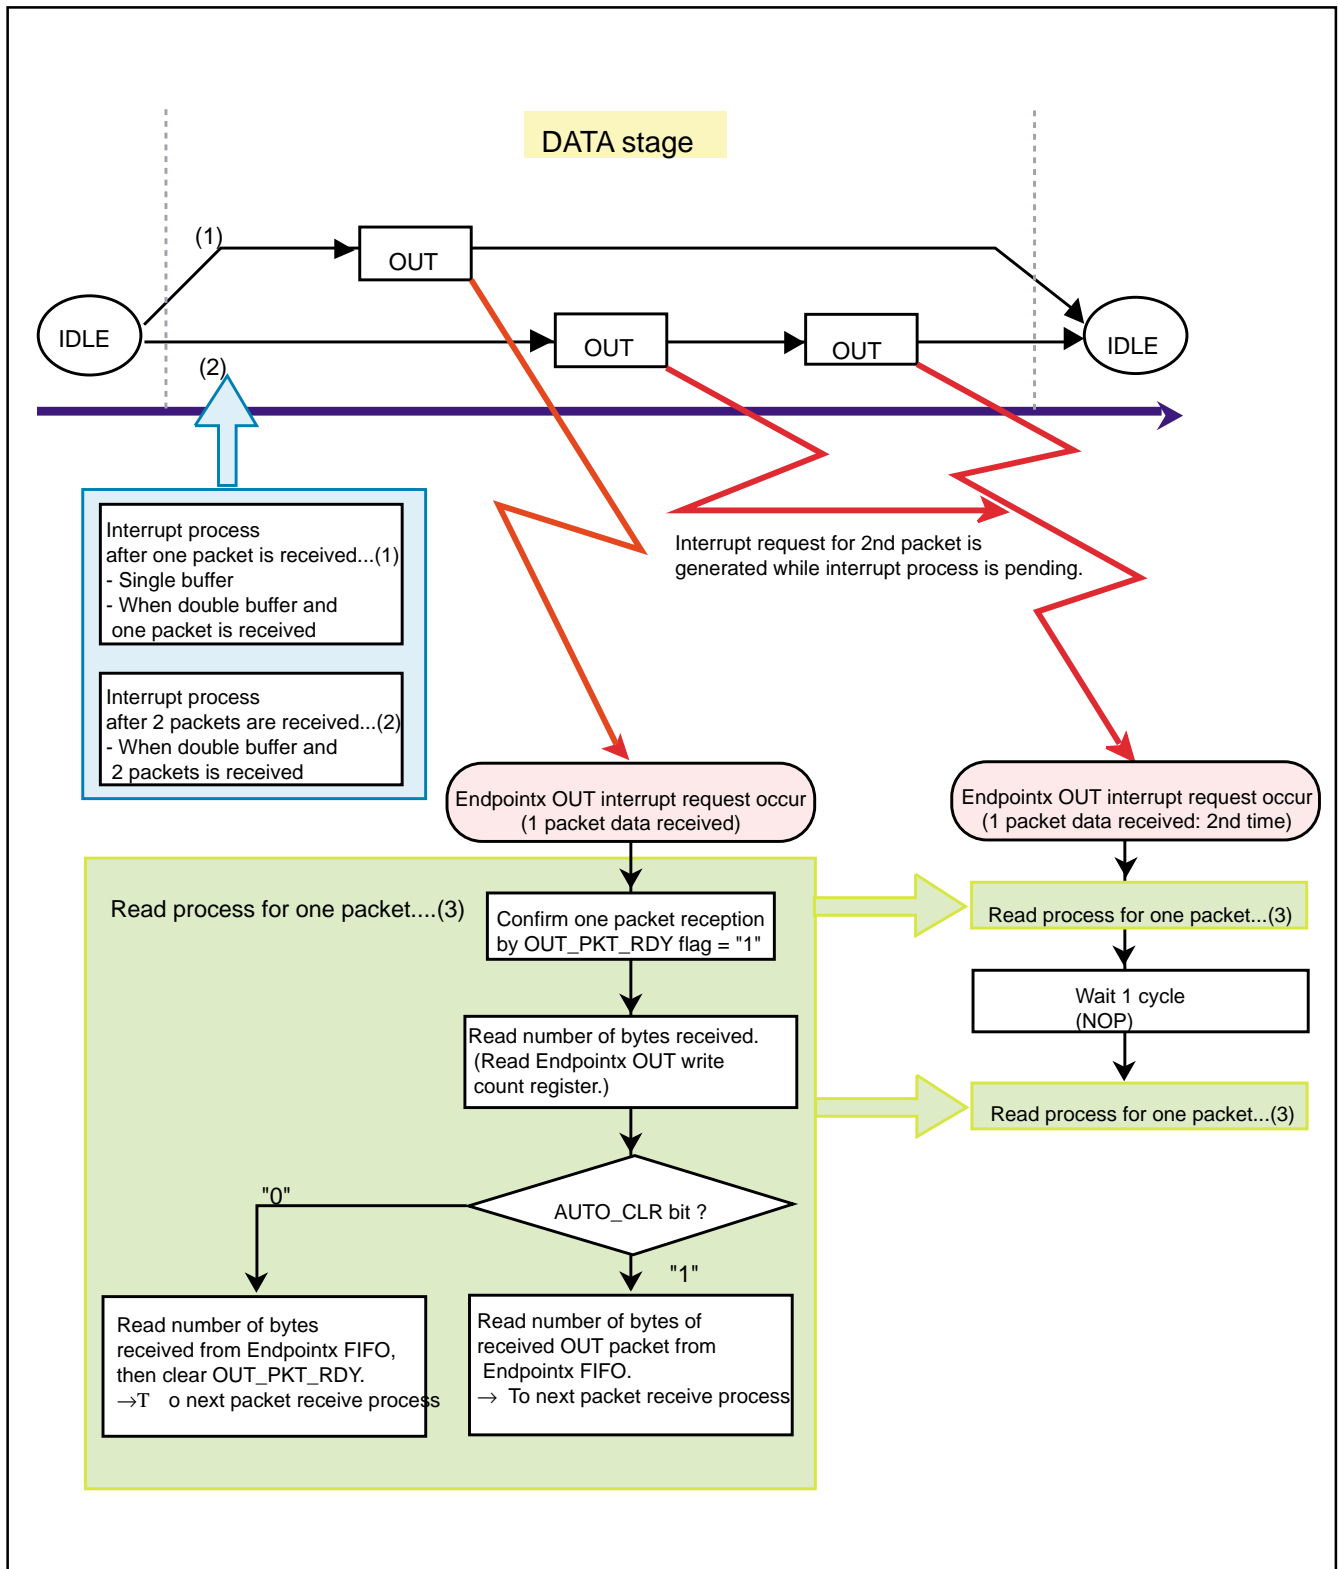 DATA stage
(1)
OUT
IDLE
OUT
OUT
IDLE
(2)
Interrupt process
after one packet is received...(1)
- Single buffer
- When double buffer and
one packet is received
Interrupt request for 2nd packet is
generated while interrupt process is pending.
Interrupt process
after 2 packets are received...(2)
- When double buffer and
2 packets is received
Endpointx OUT interrupt request occur
(1 packet data received)
Endpointx OUT interrupt request occur
(1 packet data received: 2nd time)
Read process for one packet....(3)
Confirm one packet reception
by OUT_PKT_RDY flag = "1"
Read process for one packet...(3)
Wait 1 cycle
(NOP)
Read number of bytes received.
(Read Endpointx OUT write
count register.)
Read process for one packet...(3)
"0"
AUTO_CLR bit ?
"1"
Read number of bytes
received from Endpointx FIFO,
then clear OUT_PKT_RDY.
→T o next packet receive process
Read number of bytes of
received OUT packet from
Endpointx FIFO.
→ To next packet receive process